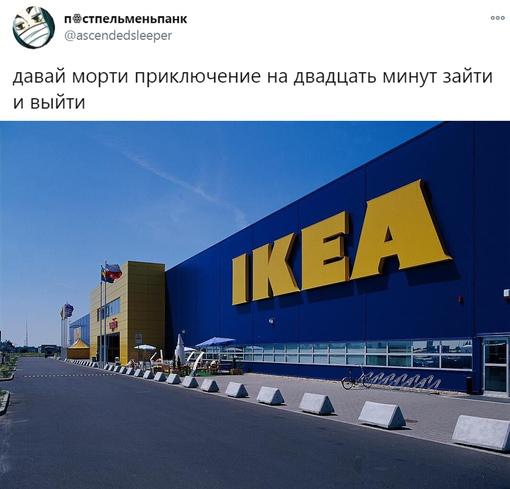 п@стпельменьпанк
@ascendedsleeper
давай морти приключение на двадцать минут зайти
и выйти
IKEA